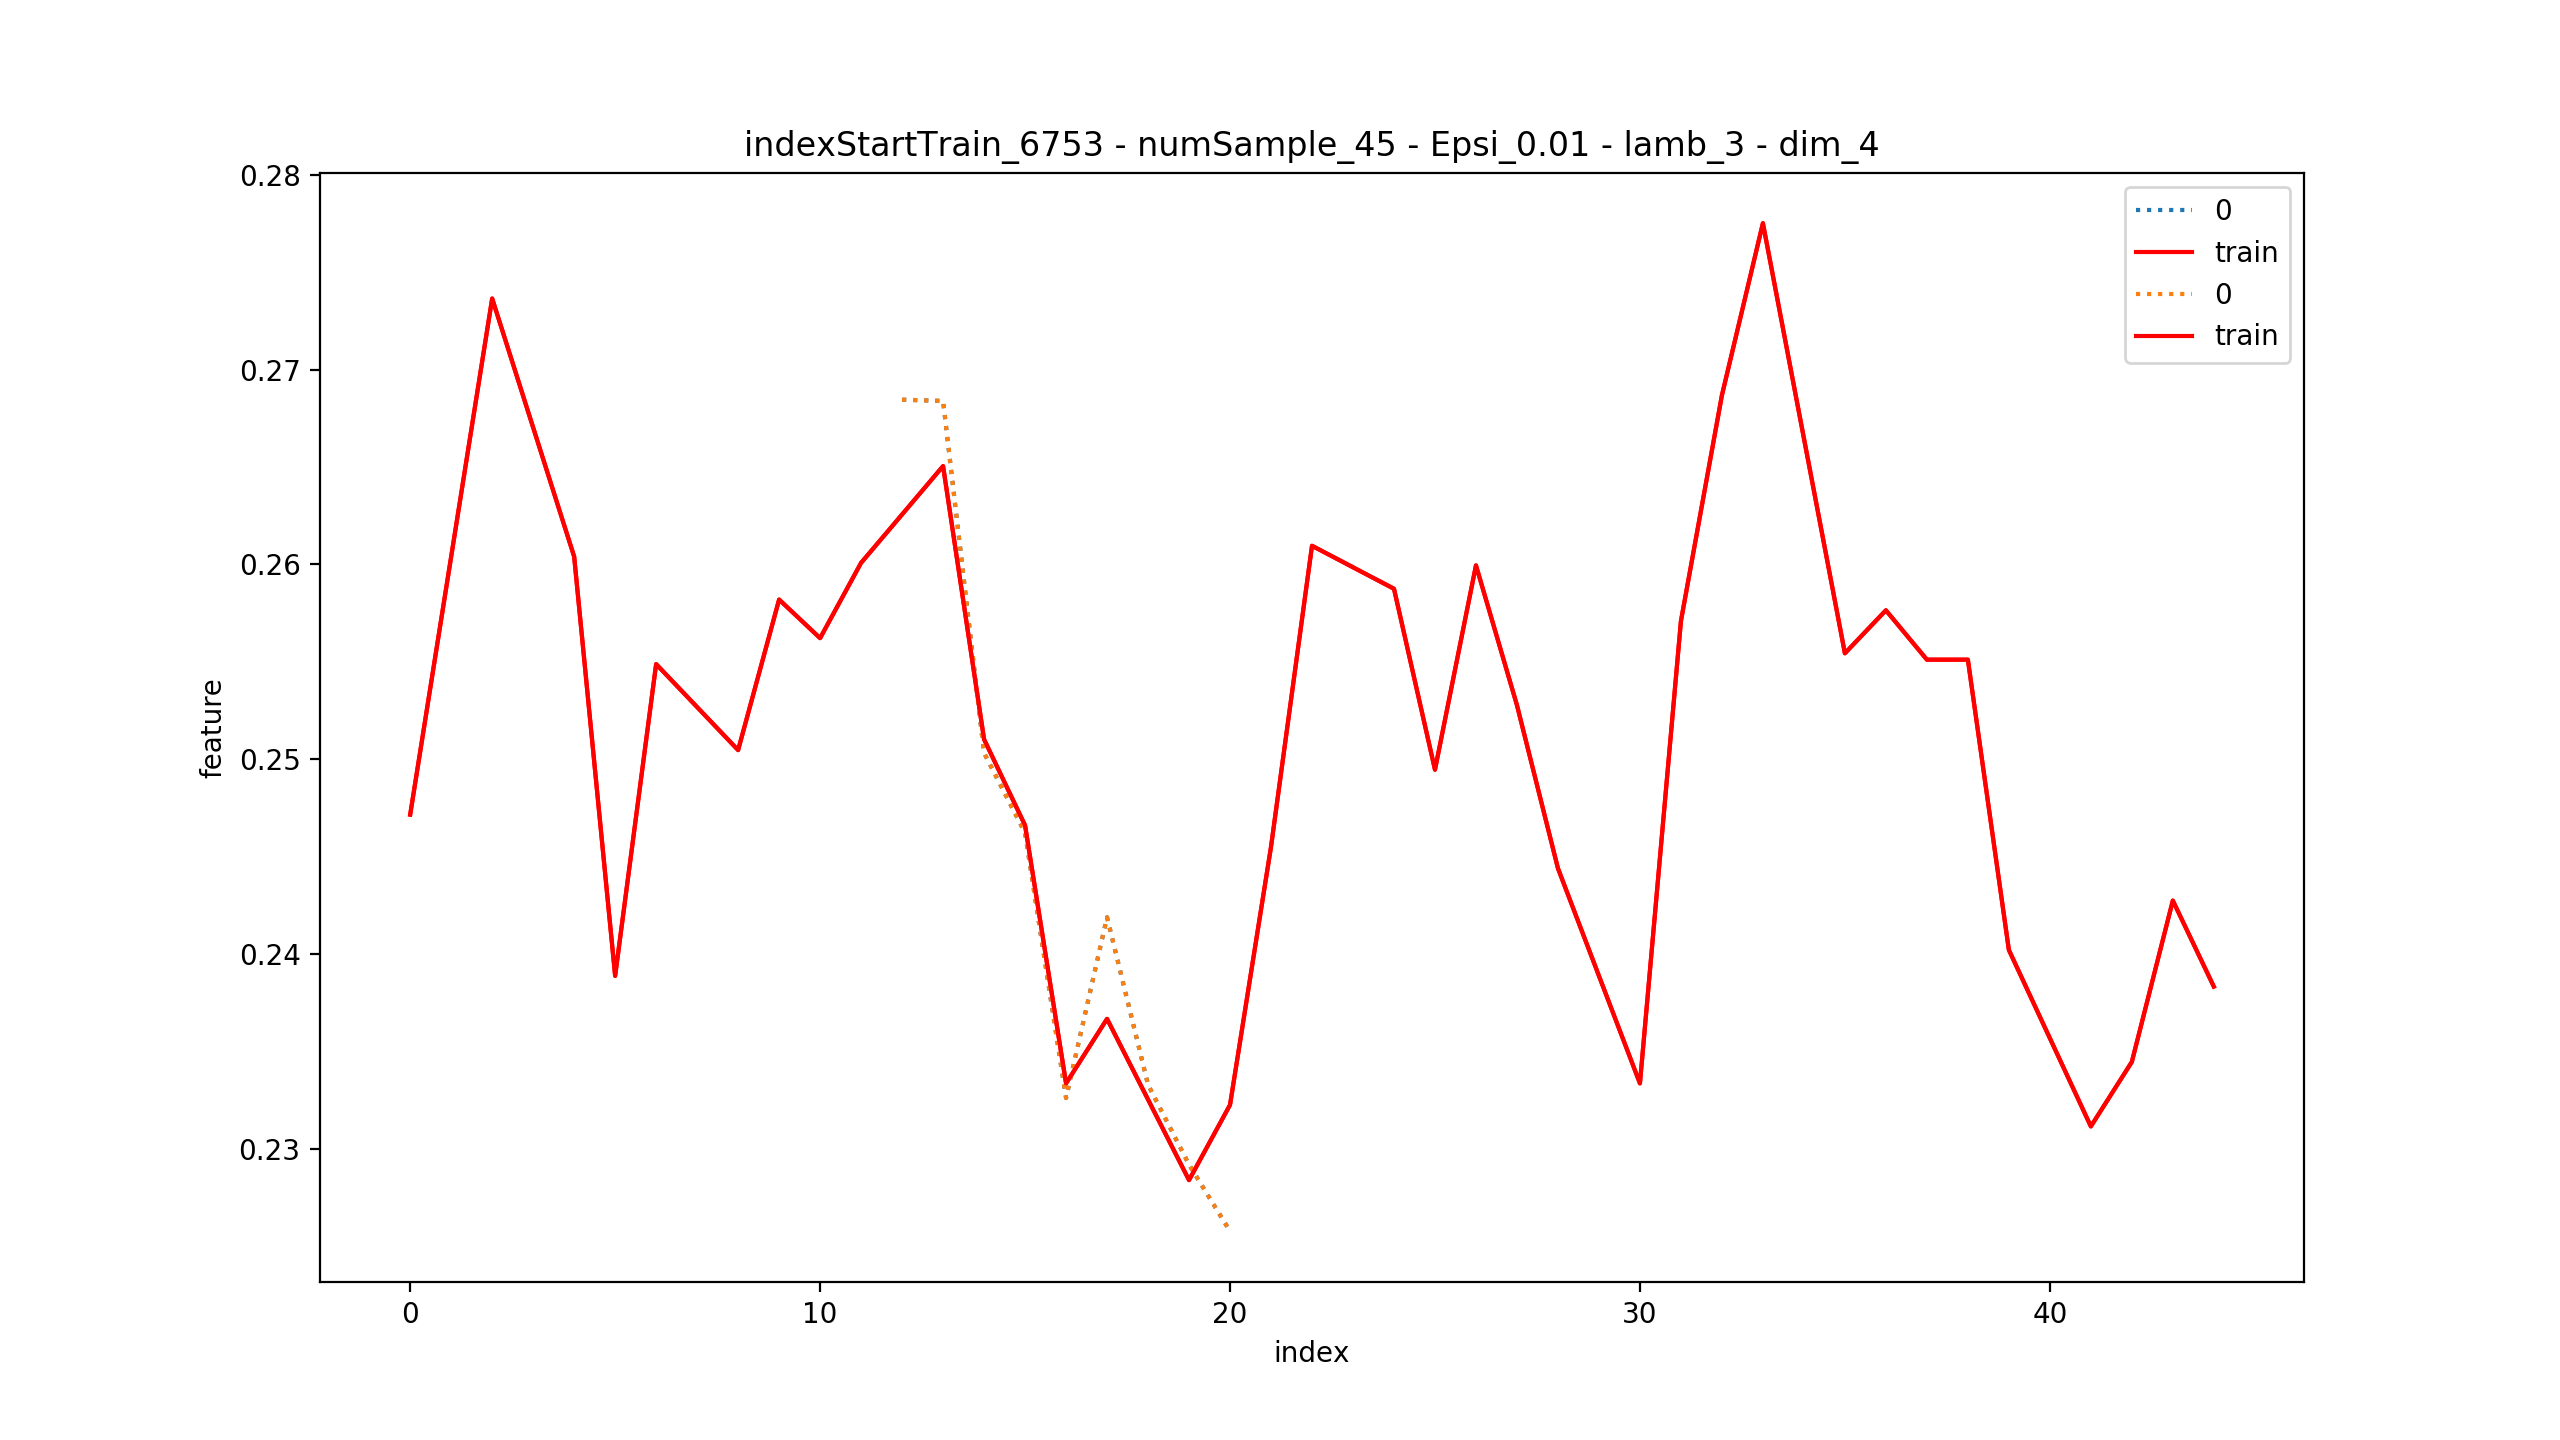 indexStartTrain_6753 - numSample_45 - Epsi_0.01 - lamb_3 - dim_4
0.28
0.27
0.26
0.25
0.24
0.23
feature
0
train
0
train
0 10 20 30 40
index